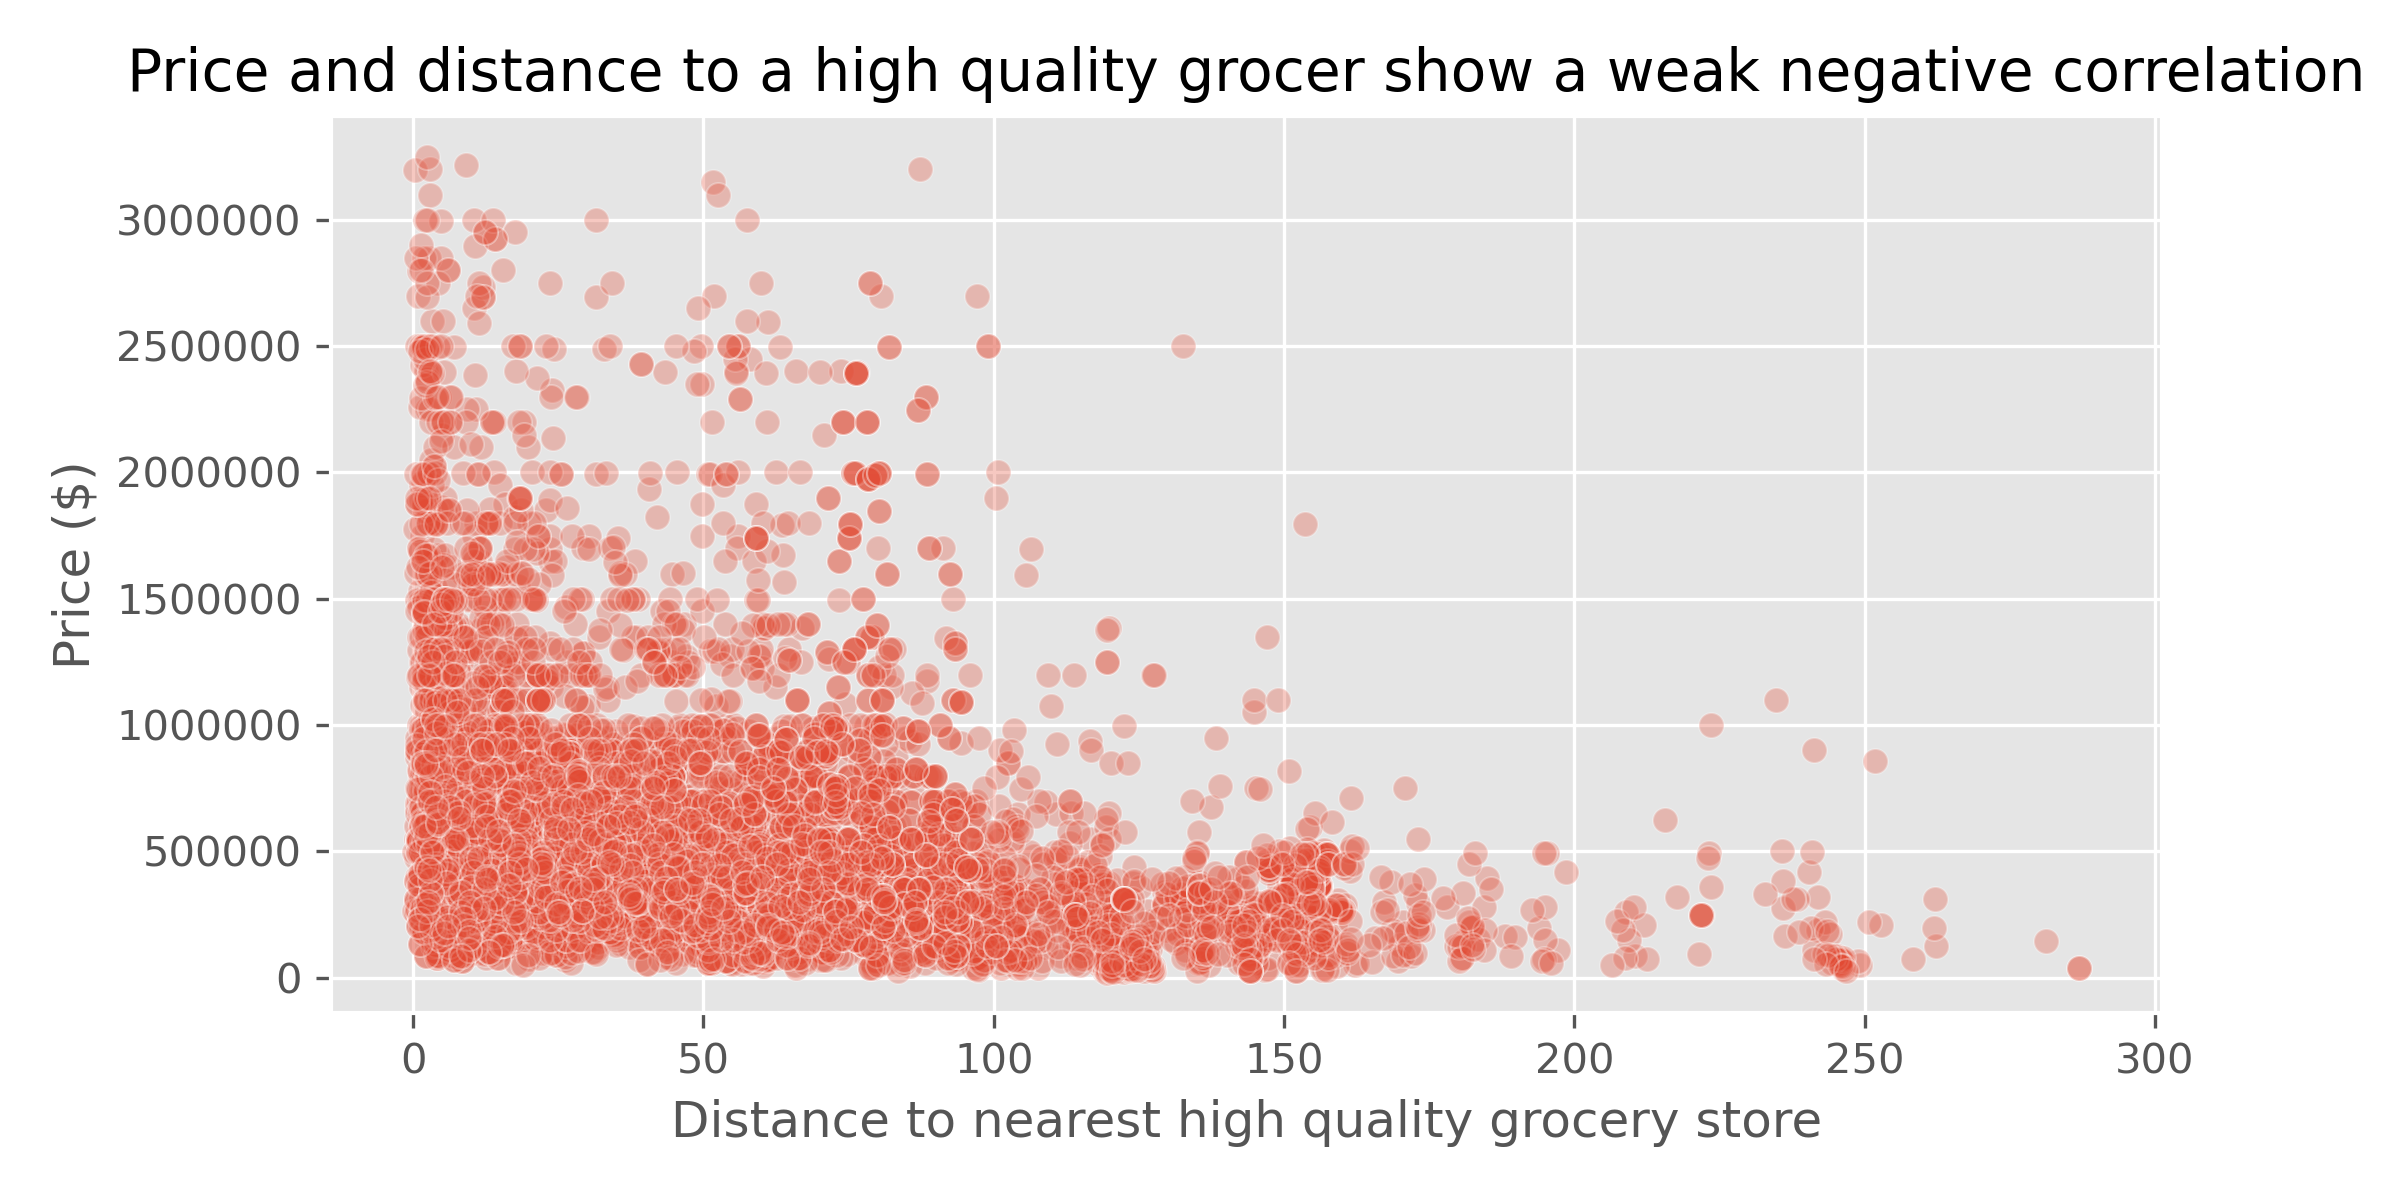 Price and distance to a high quality grocer show a weak negative correlation
Price ($)
3000000
2500000
2000000
1500000
1000000
500000
0
0 50 100 150 200 250 300
Distance to nearest high quality grocery store